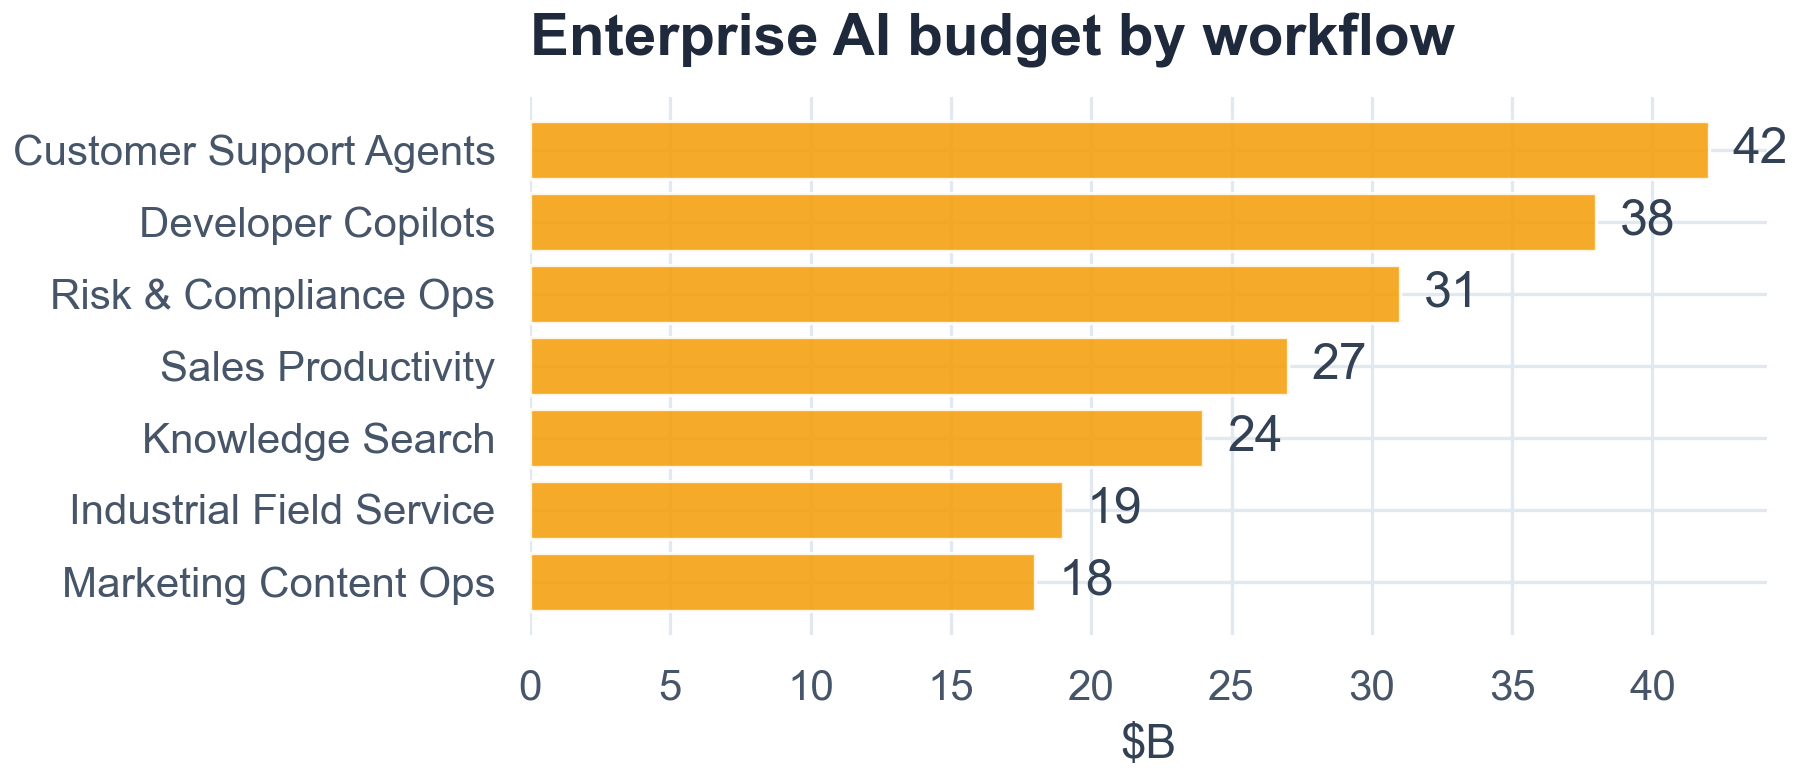 Enterprise AI budget by workflow
Customer Support Agents 42
Developer Copilots 38
Risk & Compliance Ops 31
Sales Productivity 27
Knowledge Search 24
Industrial Field Service 19
Marketing Content Ops 18
0 5 10 15 20 25 30 35 40
$B